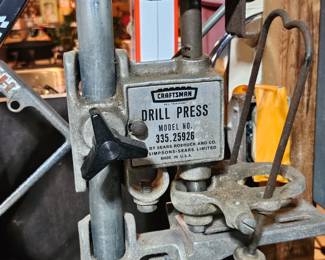 CRAFTSMAN
DRILL PRESS
MODEL NO.
335.25926
BY SEARS ROEBUCK AND CO.
SIMPSONS-SEARS LIMITED
MADE IN U.S.A.